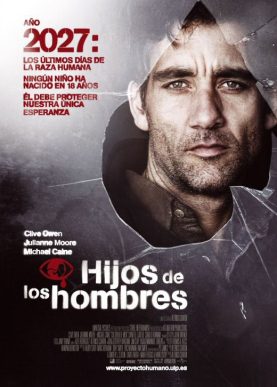 AÑO
2027:
LOS ÚLTIMOS DÍAS DE
LA RAZA HUMANA
NINGÚN NIÑO HA
NACIDO EN 18 AÑOS
ÉL DEBE PROTEGER
NUESTRA ÚNICA
ESPERANZA
Clive Owen
Julianne Moore
Michael Caine
Hijos de
los hombres
www.proyectohumano.uip.es